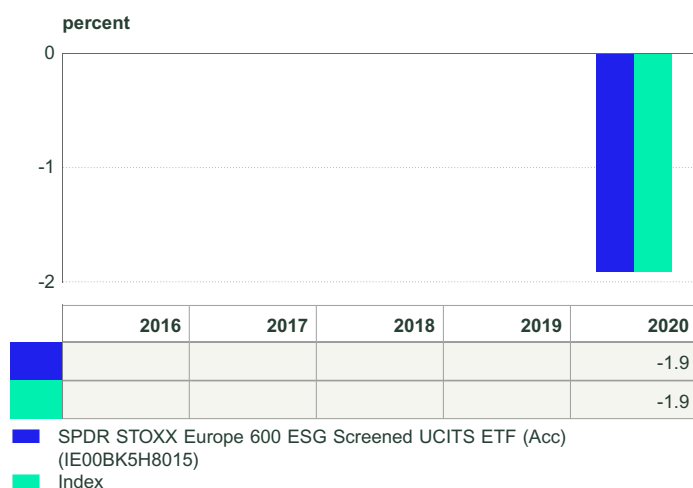 percent
0
-1
-2
2016 2017 2018 2019 2020
-1.9
-1.9
SPDR STOXX Europe 600 ESG Screened UCITS ETF (Acc)
(IE00BK5H8015)
Index